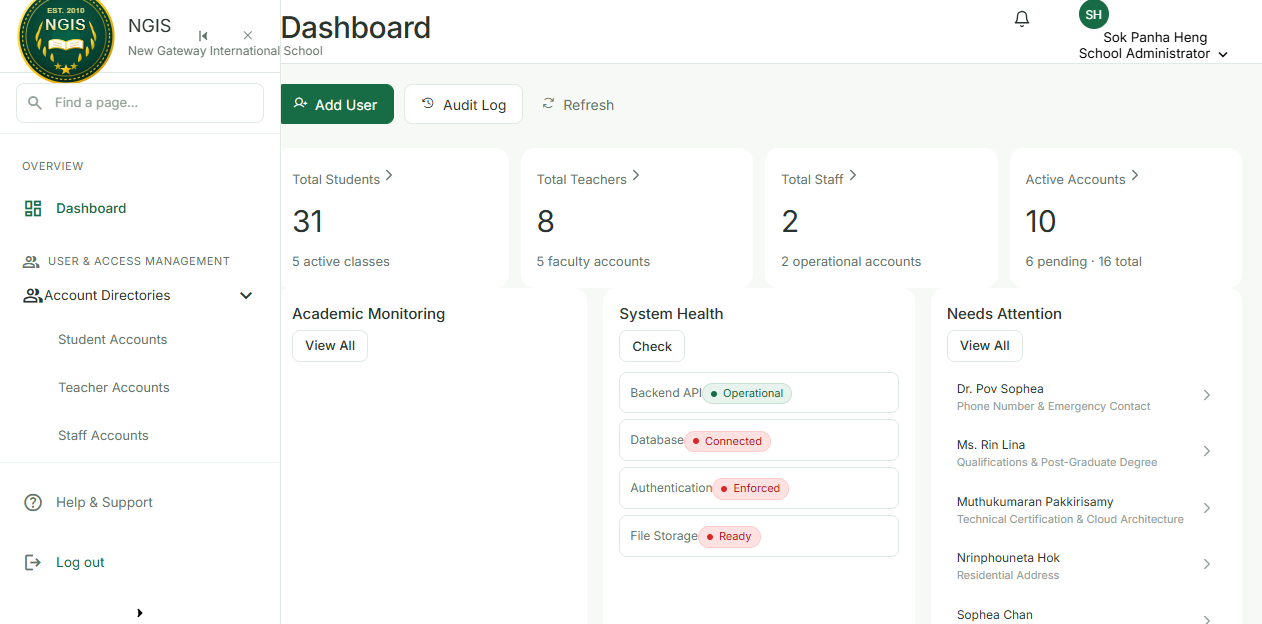 EST. 2010
NGIS
NGIS
New Gateway International School
Find a page...
OVERVIEW
Dashboard
USER & ACCESS MANAGEMENT
Account Directories
Student Accounts
Teacher Accounts
Staff Accounts
Help & Support
Log out
Dashboard
SH
Sok Panha Heng
School Administrator
Add User
Audit Log
Refresh
Total Students
31
5 active classes
Total Teachers
8
5 faculty accounts
Total Staff
2
2 operational accounts
Active Accounts
10
6 pending · 16 total
Academic Monitoring
View All
System Health
Check
Backend API Operational
Database Connected
Authentication Enforced
File Storage Ready
Needs Attention
View All
Dr. Pov Sophea
Phone Number & Emergency Contact
Ms. Rin Lina
Qualifications & Post-Graduate Degree
Muthukumaran Pakkirisamy
Technical Certification & Cloud Architecture
Nrinphouneta Hok
Residential Address
Sophea Chan